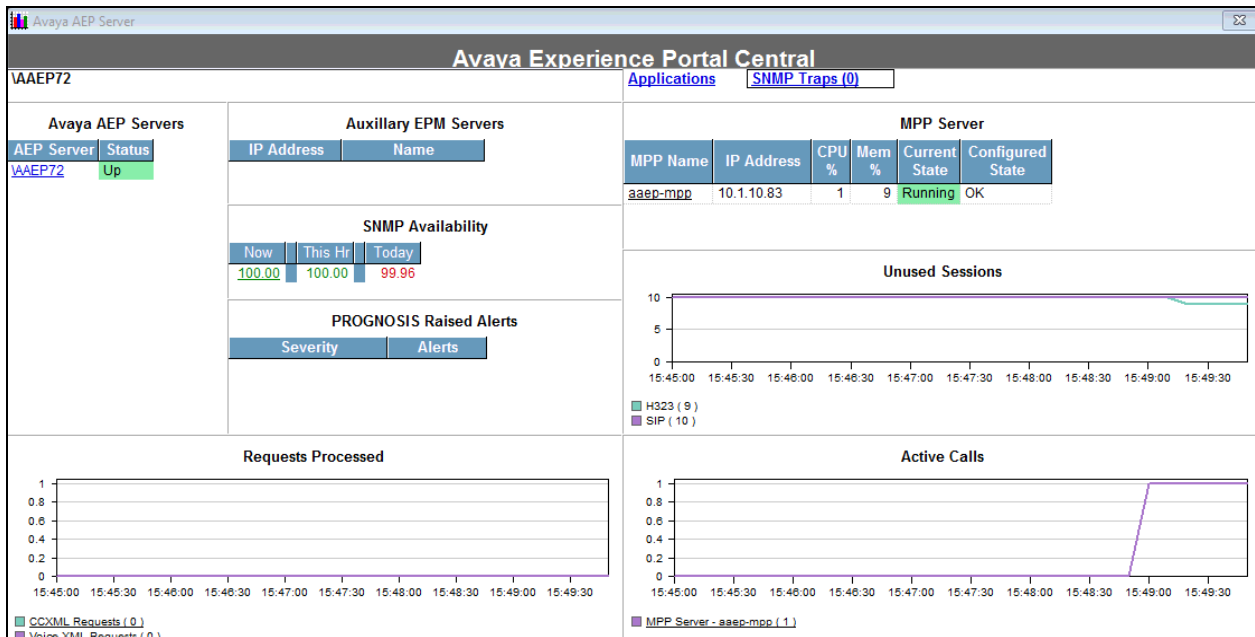 Avaya AEP Server
Avaya Experience Portal Central
\AAEP72
Applications SNMP Traps (0)
Avaya AEP Servers
AEP Server Status
\AAEP72 Up
Auxillary EPM Servers
IP Address Name
SNMP Availability
Now This Hr Today
100.00 100.00 99.96
PROGNOSIS Raised Alerts
Severity Alerts
MPP Server
MPP Name IP Address CPU % Mem % Current State Configured State
aaep-mpp 10.1.10.83 1 9 Running OK
Unused Sessions
10
5
0
15:45:00 15:45:30 15:46:00 15:46:30 15:47:00 15:47:30 15:48:00 15:48:30 15:49:00 15:49:30
H323 ( 9 )
SIP ( 10 )
Requests Processed
1
0.8
0.6
0.4
0.2
0
15:45:00 15:45:30 15:46:00 15:46:30 15:47:00 15:47:30 15:48:00 15:48:30 15:49:00 15:49:30
CCXML Requests ( 0 )
Voice XML Requests ( 0 )
Active Calls
1
0.8
0.6
0.4
0.2
0
15:45:00 15:45:30 15:46:00 15:46:30 15:47:00 15:47:30 15:48:00 15:48:30 15:49:00 15:49:30
MPP Server - aaep-mpp ( 1 )